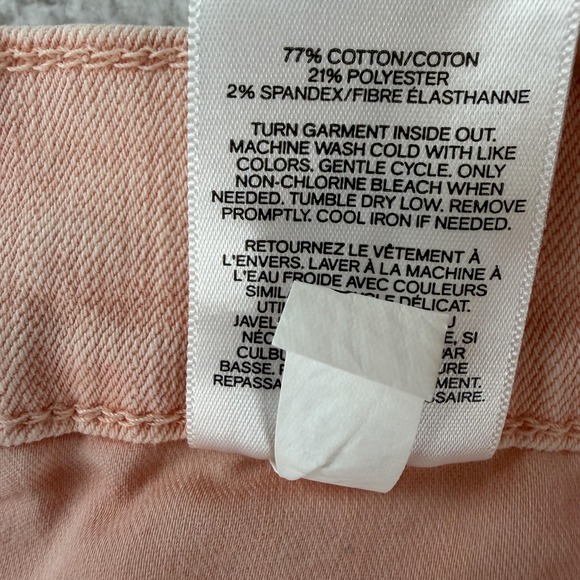 77% COTTON/COTON
21% POLYESTER
2% SPANDEX/FIBRE ÉLASTHANNE
TURN GARMENT INSIDE OUT.
MACHINE WASH COLD WITH LIKE
COLORS. GENTLE CYCLE. ONLY
NON-CHLORINE BLEACH WHEN
NEEDED. TUMBLE DRY LOW. REMOVE
PROMPTLY. COOL IRON IF NEEDED.
RETOURNEZ LE VÊTEMENT À
L'ENVERS. LAVER À LA MACHINE À
L'EAU FROIDE AVEC COULEURS
DÉLICAT.
SI
BASSE.